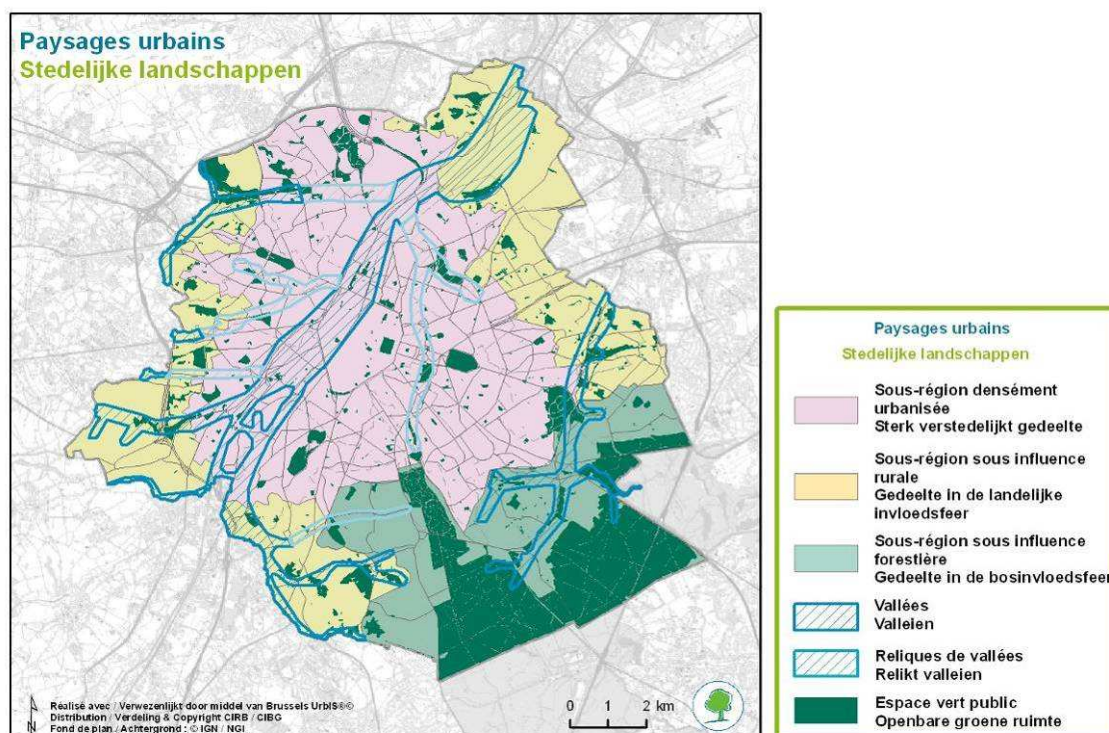 Paysages urbains
Stedelijke landschappen
Réalisé avec / Verwezenlijkt door middel van Brussels UrbIS®©
Distribution / Verdeling & Copyright CIRB / CIBG
Fond de plan / Achtergrond : © IGN / NGI
N
0 1 2 km
Paysages urbains
Stedelijke landschappen
Sous-région densément
urbanisée
Sterk verstedelijkt gedeelte
Sous-région sous influence
rurale
Gedeelte in de landelijke
invloedsfeer
Sous-région sous influence
forestière
Gedeelte in de bosinvloedsfeer
Vallées
Valleien
Reliques de vallées
Relikt valleien
Espace vert public
Openbare groene ruimte